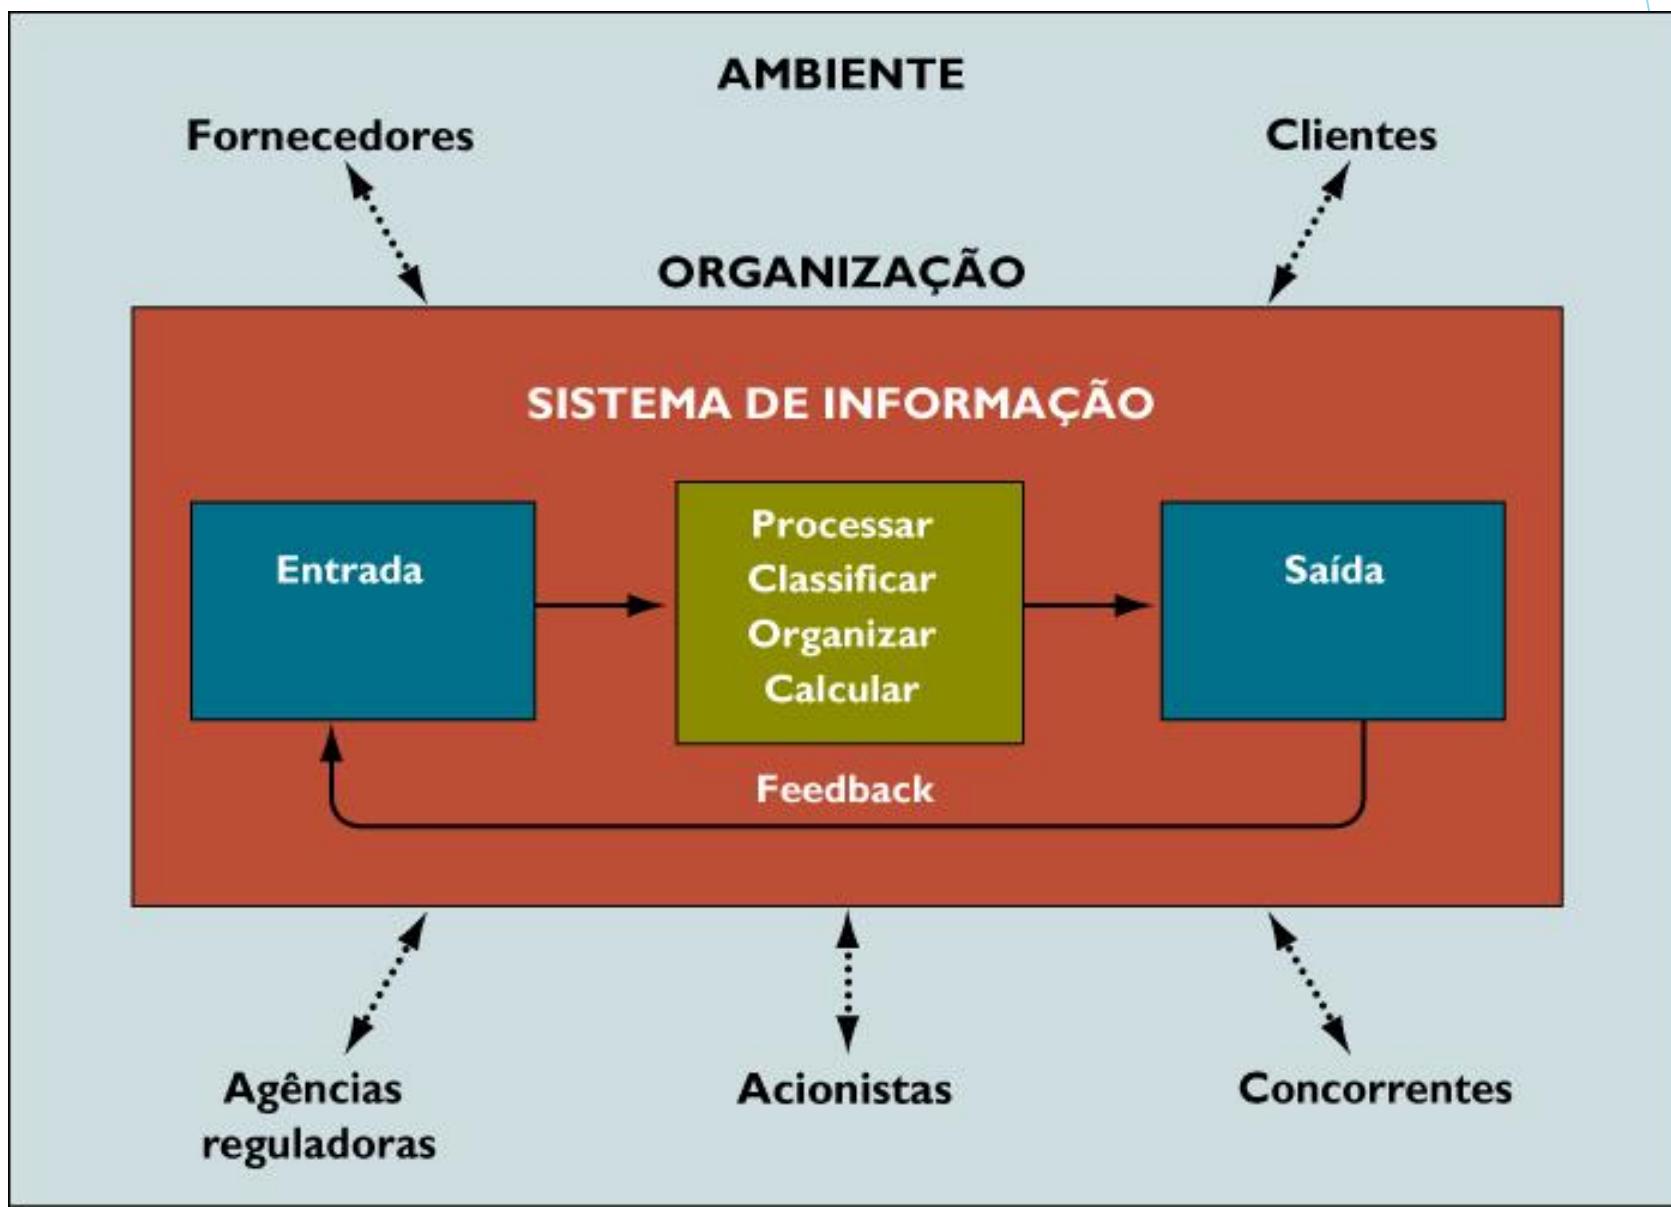 AMBIENTE
Fornecedores
Clientes
ORGANIZAÇÃO
SISTEMA DE INFORMAÇÃO
Entrada
Processar
Classificar
Organizar
Calcular
Saída
Feedback
Agências
reguladoras
Acionistas
Concorrentes